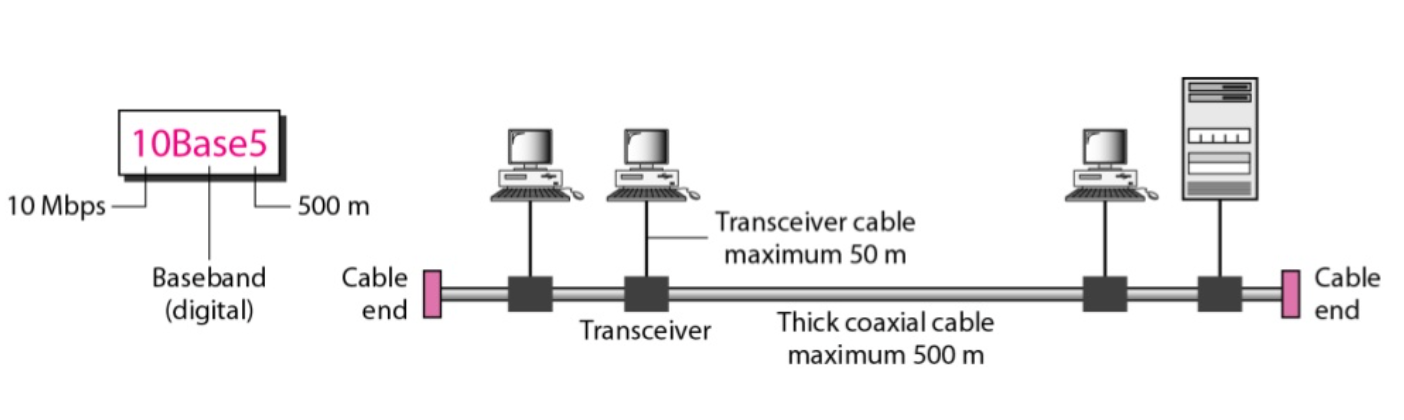 10Base5
10 Mbps
500 m
Baseband
(digital)
Cable
end
Transceiver cable
maximum 50 m
Transceiver
Thick coaxial cable
maximum 500 m
Cable
end